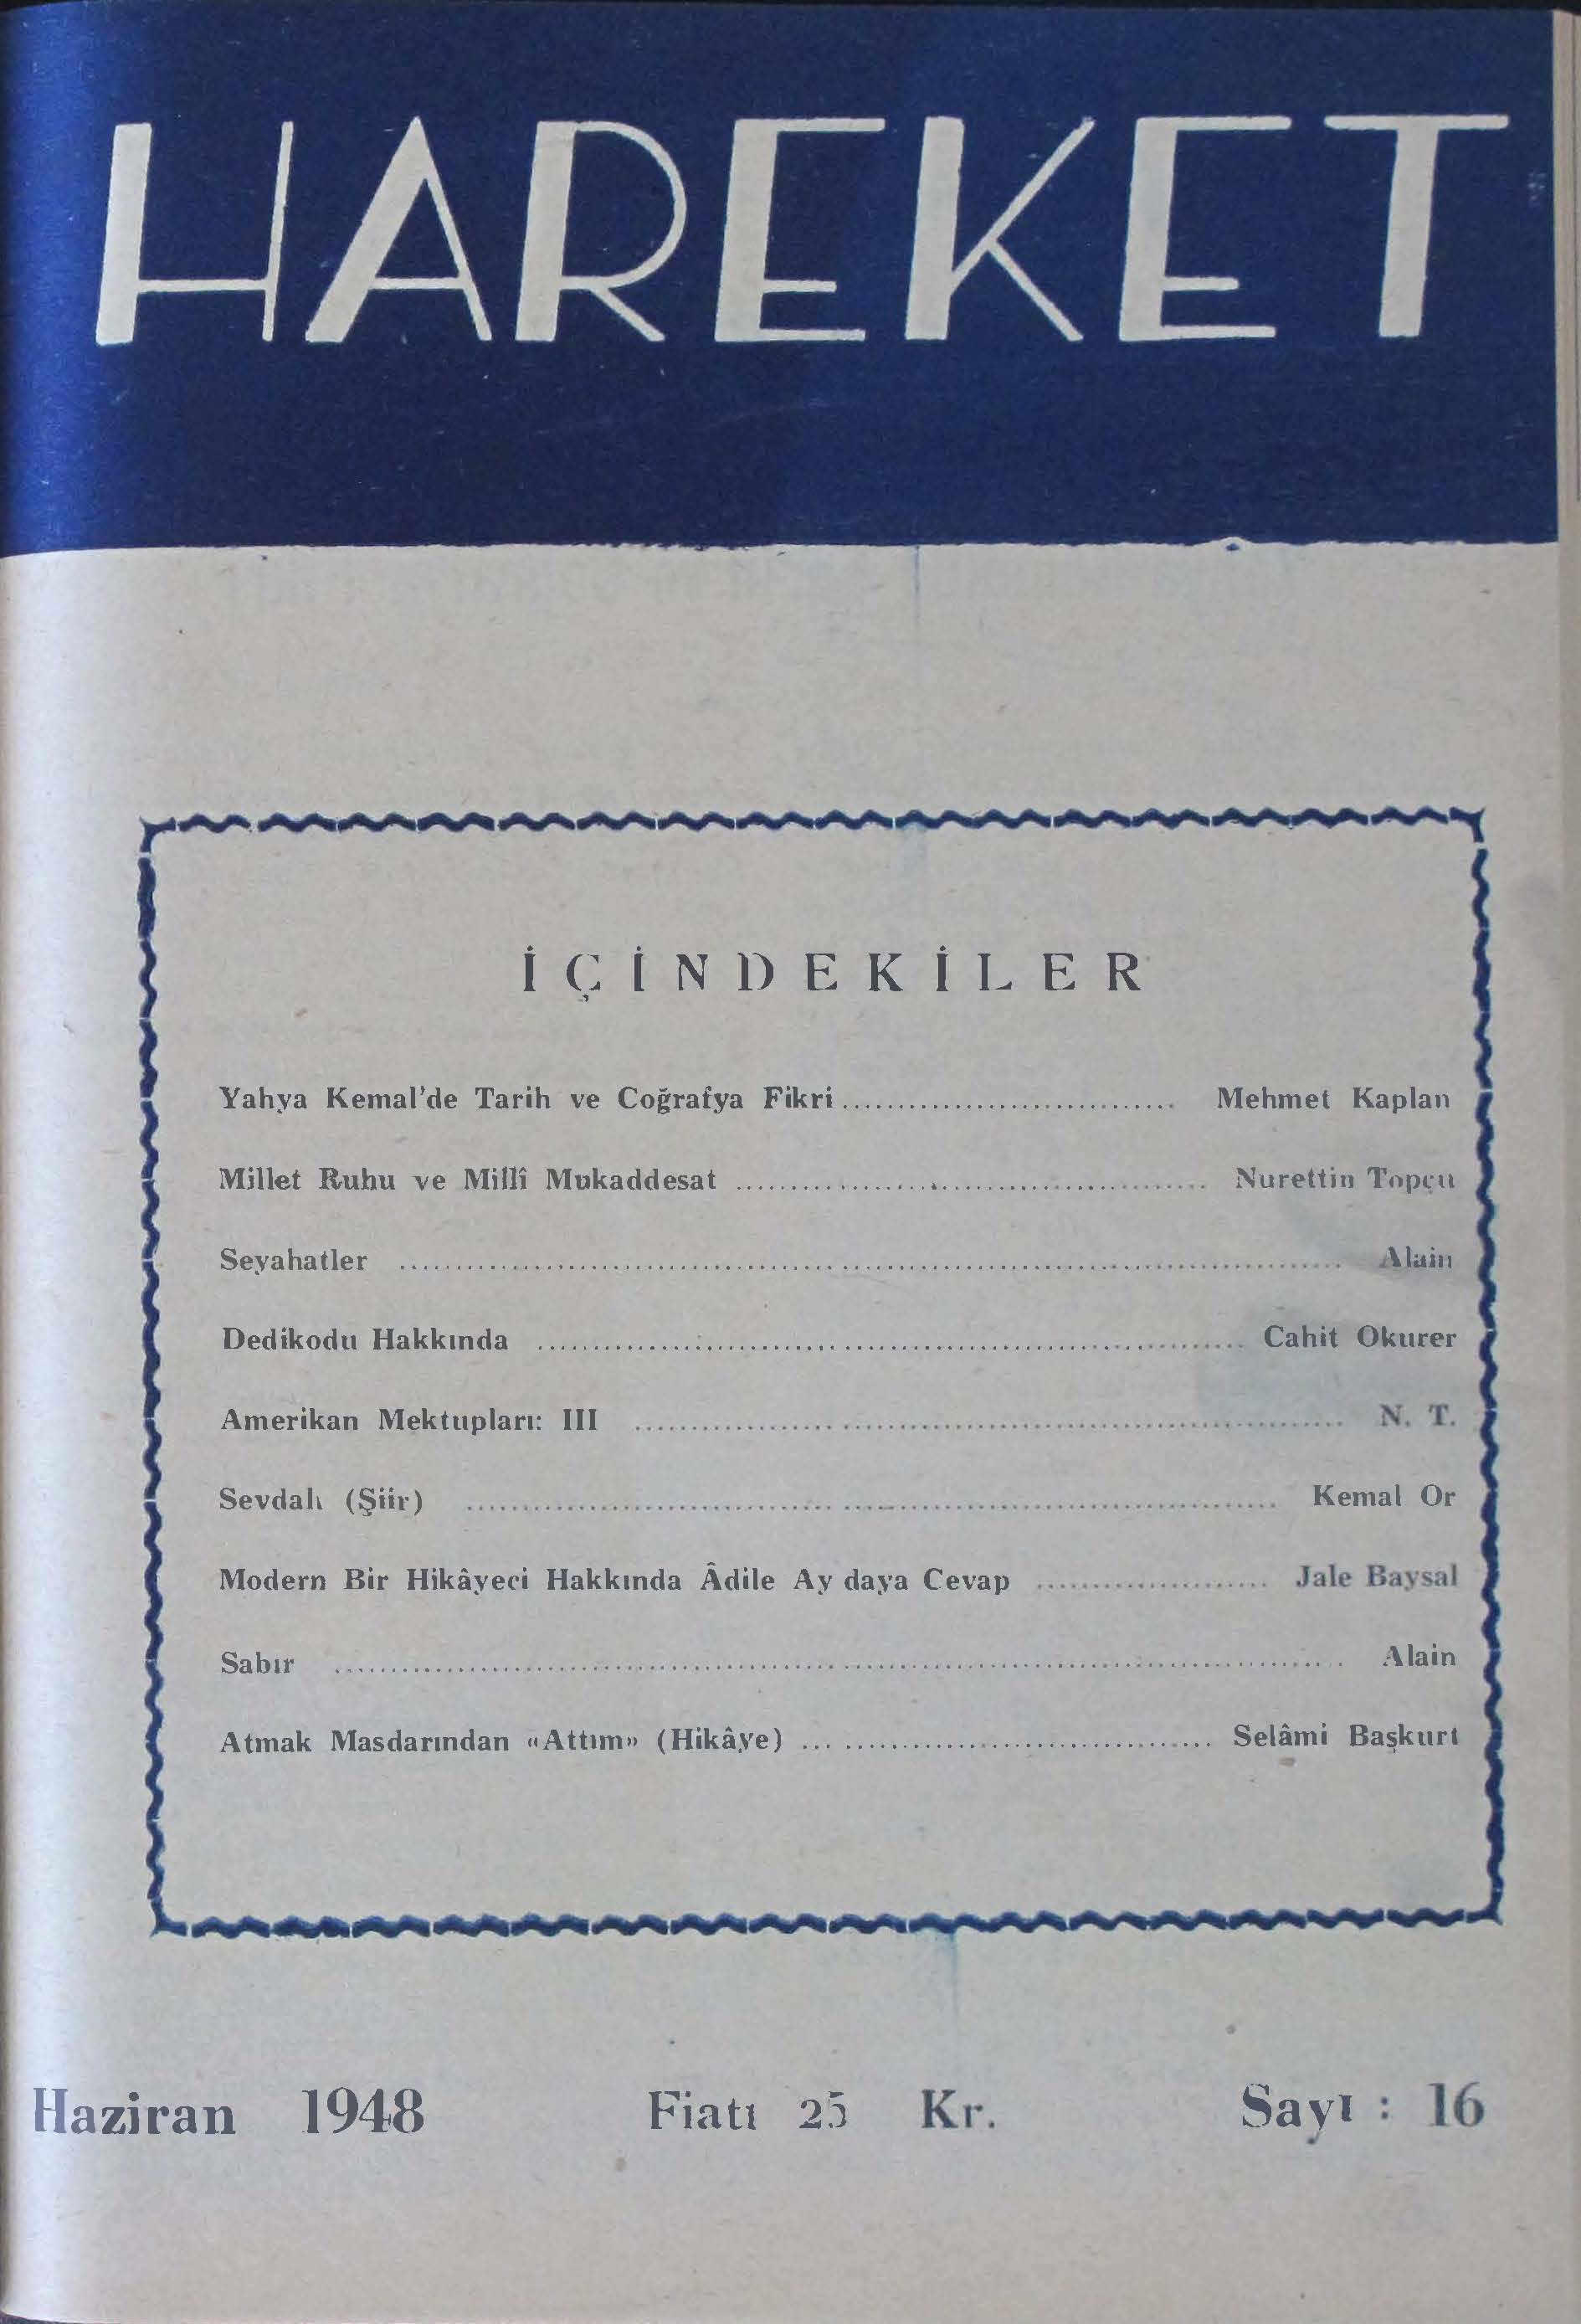 HAREKET
İÇİNDEKİLER
Yahya Kemal'de Tarih ve Coğrafya Fikri .............................. Mehmet Kaplan
Millet Ruhu ve Millî Mukaddesat .............................. Nurettin Topçu
Seyahatler .............................. Alain
Dedikodu Hakkında .............................. Cahit Okurer
Amerikan Mektupları: III .............................. N. T.
Sevdalı (Şiir) .............................. Kemal Or
Modern Bir Hikâyeci Hakkında Âdile Ay daya Cevap .................... Jale Baysal
Sabır .............................. Alain
Atmak Masdarından «Attım» (Hikâye) .............................. Selâmi Başkurt
Haziran 1948 Fiatı 25 Kr. Sayı : 16